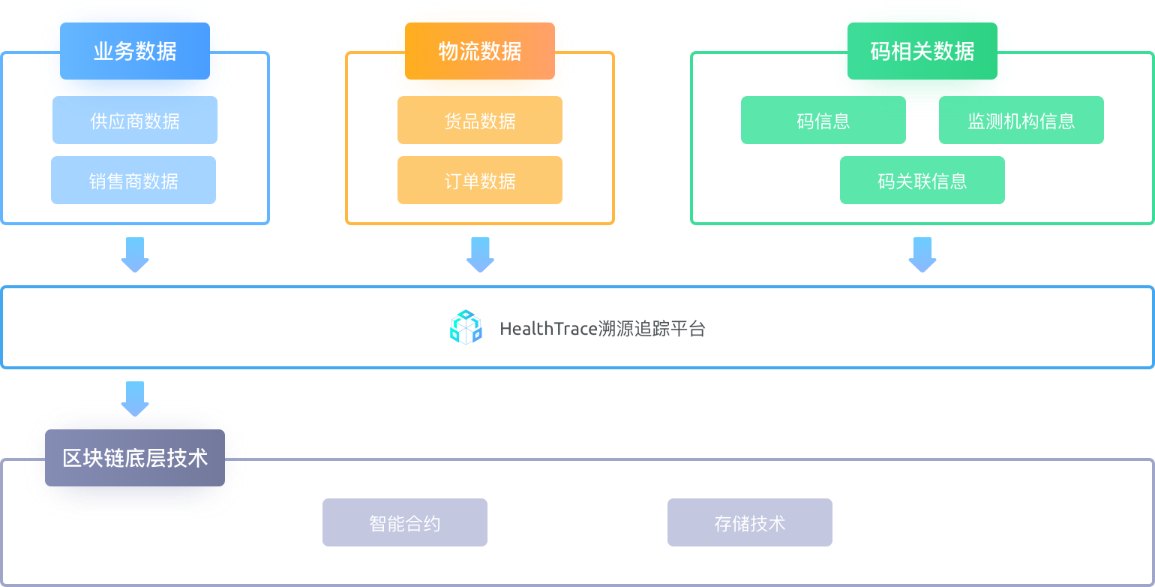 业务数据
供应商数据
销售商数据
物流数据
货品数据
订单数据
码相关数据
码信息
监测机构信息
码关联信息
HealthTrace溯源追踪平台
区块链底层技术
智能合约
存储技术